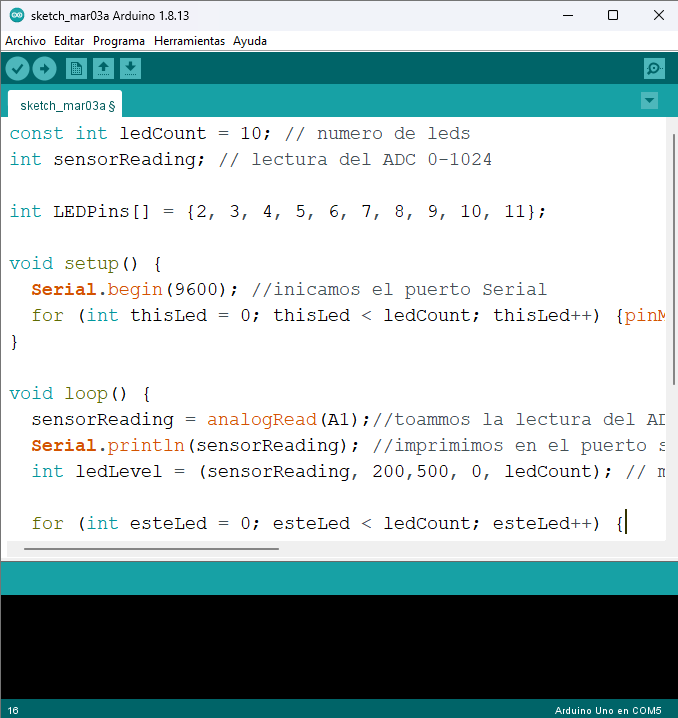 sketch_mar03a Arduino 1.8.13
Archivo Editar Programa Herramientas Ayuda
sketch_mar03a §
const int ledCount = 10; // numero de leds
int sensorReading; // lectura del ADC 0-1024
int LEDPins[] = {2, 3, 4, 5, 6, 7, 8, 9, 10, 11};
void setup() {
Serial.begin(9600); //inicamos el puerto Serial
for (int thisLed = 0; thisLed < ledCount; thisLed++) {pinM
}
void loop() {
sensorReading = analogRead(A1);//toammos la lectura del AD
Serial.println(sensorReading); //imprimimos en el puerto s
int ledLevel = (sensorReading, 200,500, 0, ledCount); // m
for (int esteLed = 0; esteLed < ledCount; esteLed++) {
16
Arduino Uno en COM5